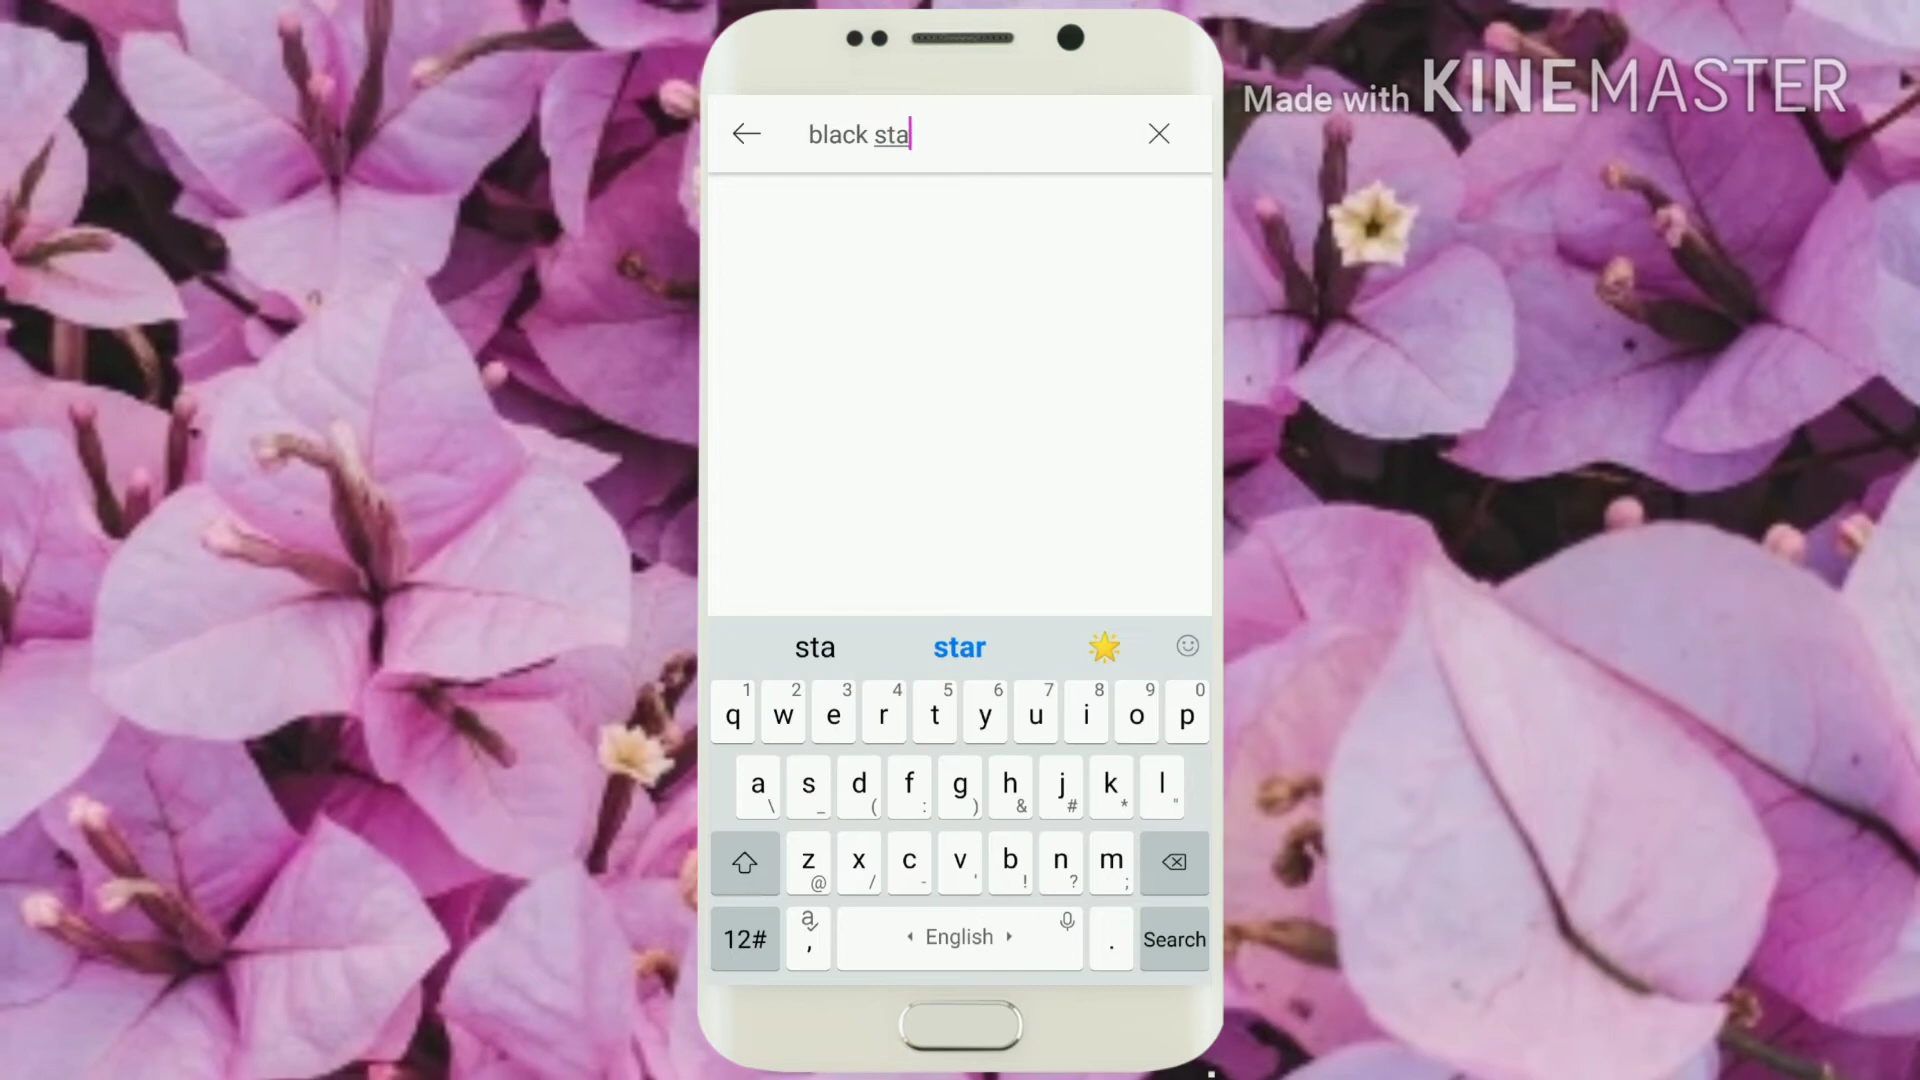 Made with KINEMASTER
black sta
sta star
1 2 3 4 5 6 7 8 9 0
q w e r t y u i o p
a s d f g h j k l
\ _ ( : ) & # * "
z x c v b n m
@ / - ' ! ? ;
12# , English . Search